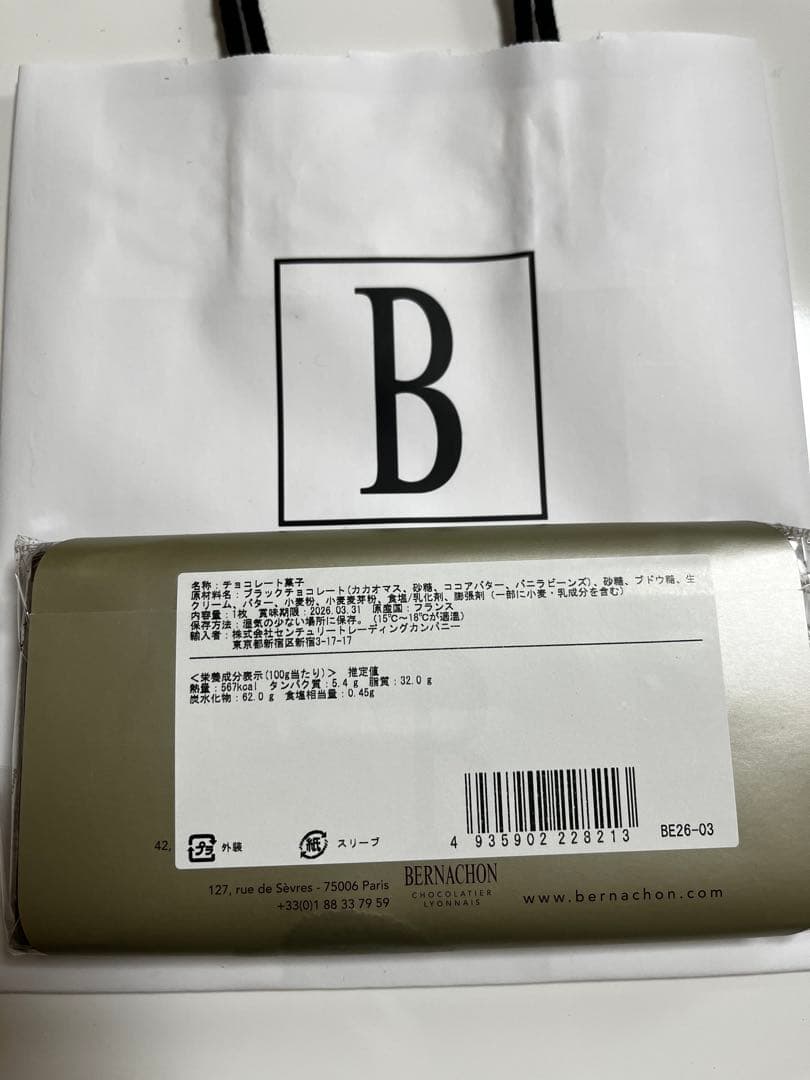 B
名称：チョコレート菓子
原材料名：ブラックチョコレート(カカオマス、砂糖、ココアバター、バニラビーンズ)、砂糖、ブドウ糖、生
クリーム、バター、小麦粉、小麦麦芽粉、食塩/乳化剤、膨張剤 (一部に小麦・乳成分を含む)
内容量：1枚 賞味期限：2026.03.31 原産国：フランス
保存方法：湿気の少ない場所に保存。(15℃～18℃が適温)
輸入者：株式会社センチュリートレーディングカンパニー
東京都新宿区新宿3-17-17
<栄養成分表示(100g当たり)> 推定値
熱量：567kcal タンパク質：5.4 g 脂質：32.0 g
炭水化物：62.0 g 食塩相当量：0.45g
4 935902 228213
BE26-03
42,
プラ 外装
紙 スリーブ
127, rue de Sèvres - 75006 Paris
+33(0)1 88 33 79 59
BERNACHON
CHOCOLATIER
LYONNAIS
www.bernachon.com